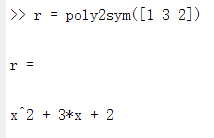 >> r = poly2sym([1 3 2])
r =
x^2 + 3*x + 2